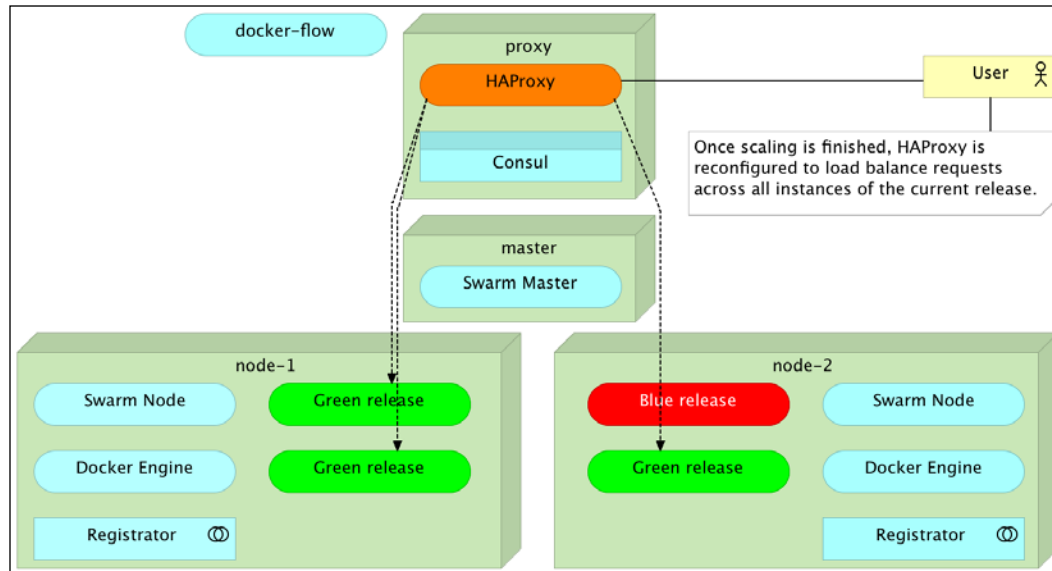 docker-flow
proxy
HAProxy
User
Consul
Once scaling is finished, HAProxy is
reconfigured to load balance requests
across all instances of the current release.
master
Swarm Master
node-1
Swarm Node
Green release
Docker Engine
Green release
Registrator
node-2
Blue release
Swarm Node
Green release
Docker Engine
Registrator